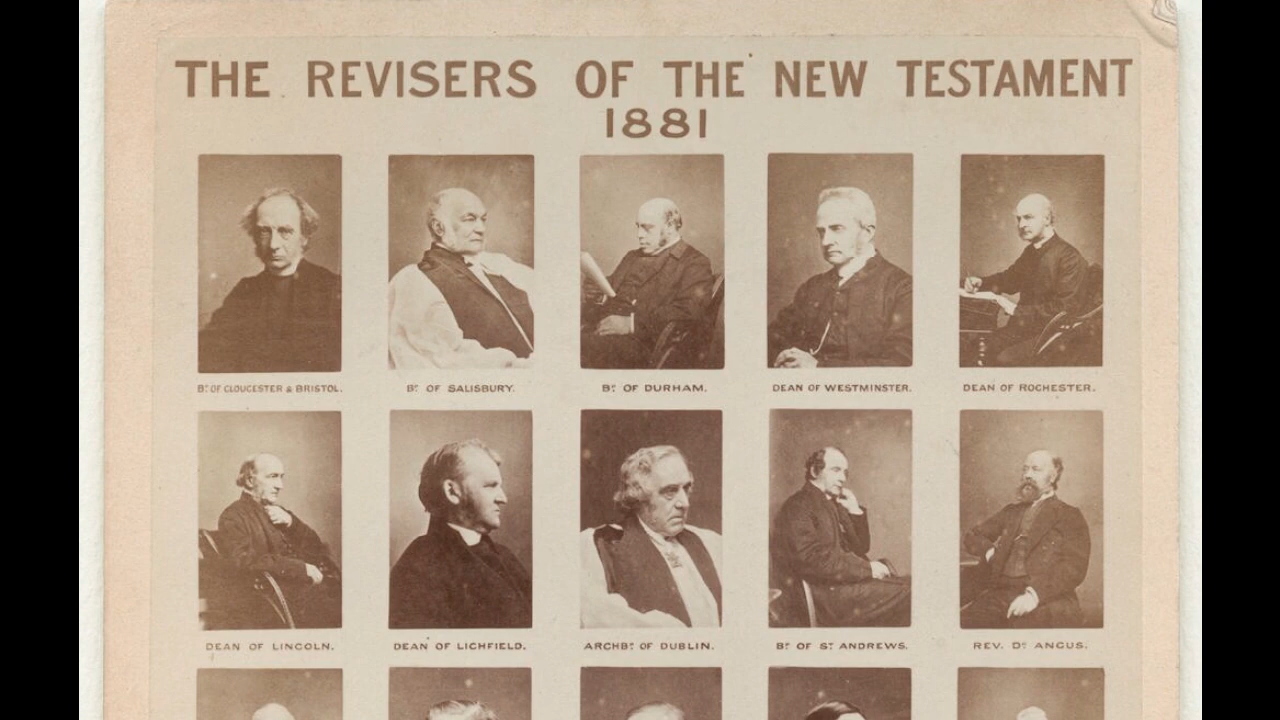 THE REVISERS OF THE NEW TESTAMENT
1881
Bᵖ OF GLOUCESTER & BRISTOL.
Bᵖ OF SALISBURY.
Bᵖ OF DURHAM.
DEAN OF WESTMINSTER.
DEAN OF ROCHESTER.
DEAN OF LINCOLN.
DEAN OF LICHFIELD.
ARCHBᵖ OF DUBLIN.
Bᵖ OF Sᵗ ANDREWS.
REV. Dʳ ANGUS.